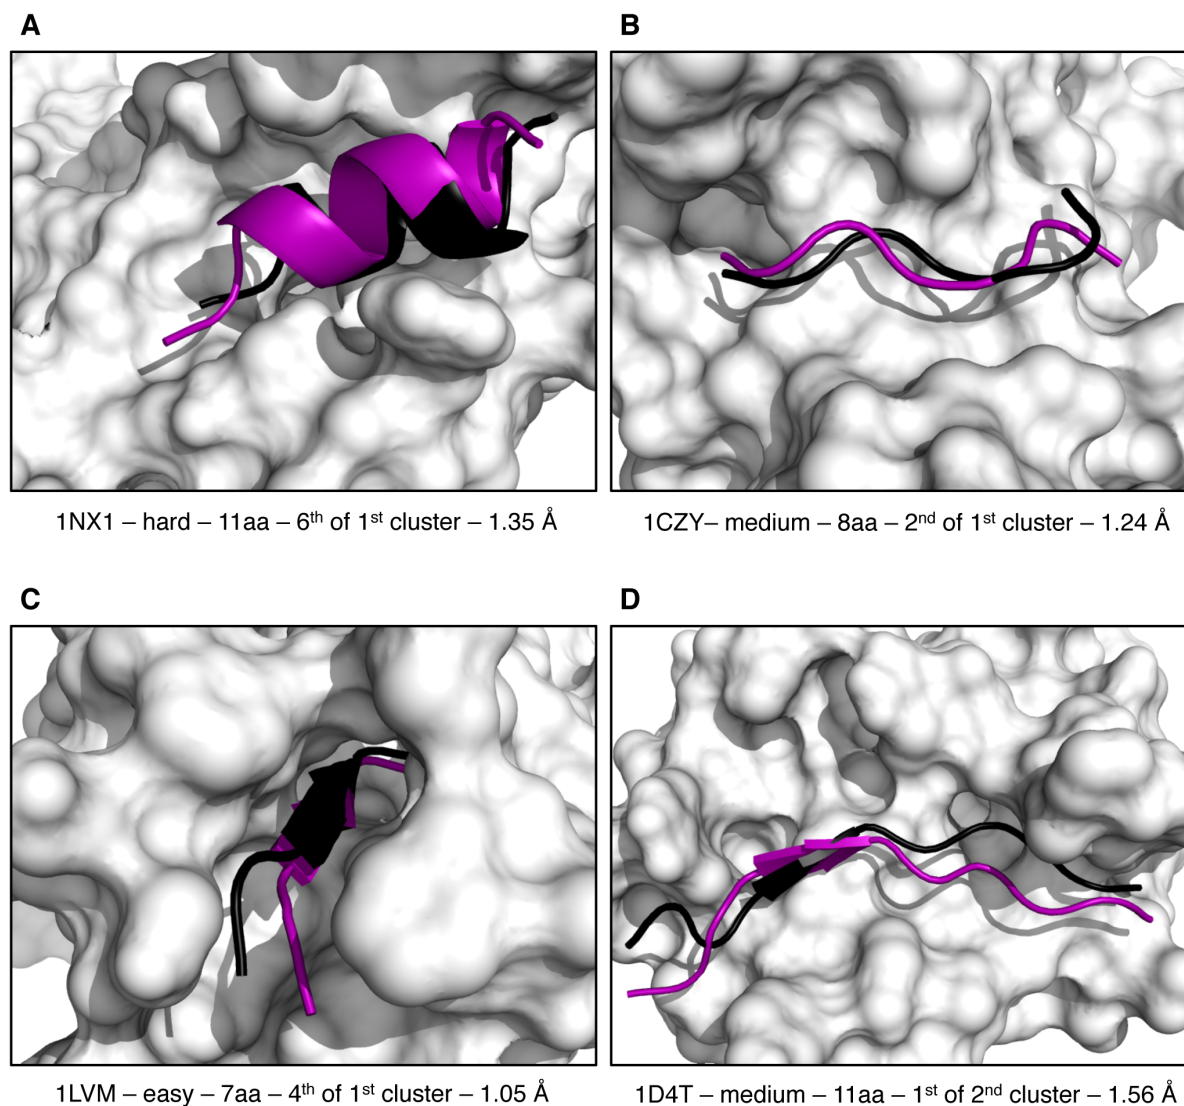 A
B
1NX1 – hard – 11aa – 6th of 1st cluster – 1.35 Å
1CZY– medium – 8aa – 2nd of 1st cluster – 1.24 Å
C
D
1LVM – easy – 7aa – 4th of 1st cluster – 1.05 Å
1D4T – medium – 11aa – 1st of 2nd cluster – 1.56 Å